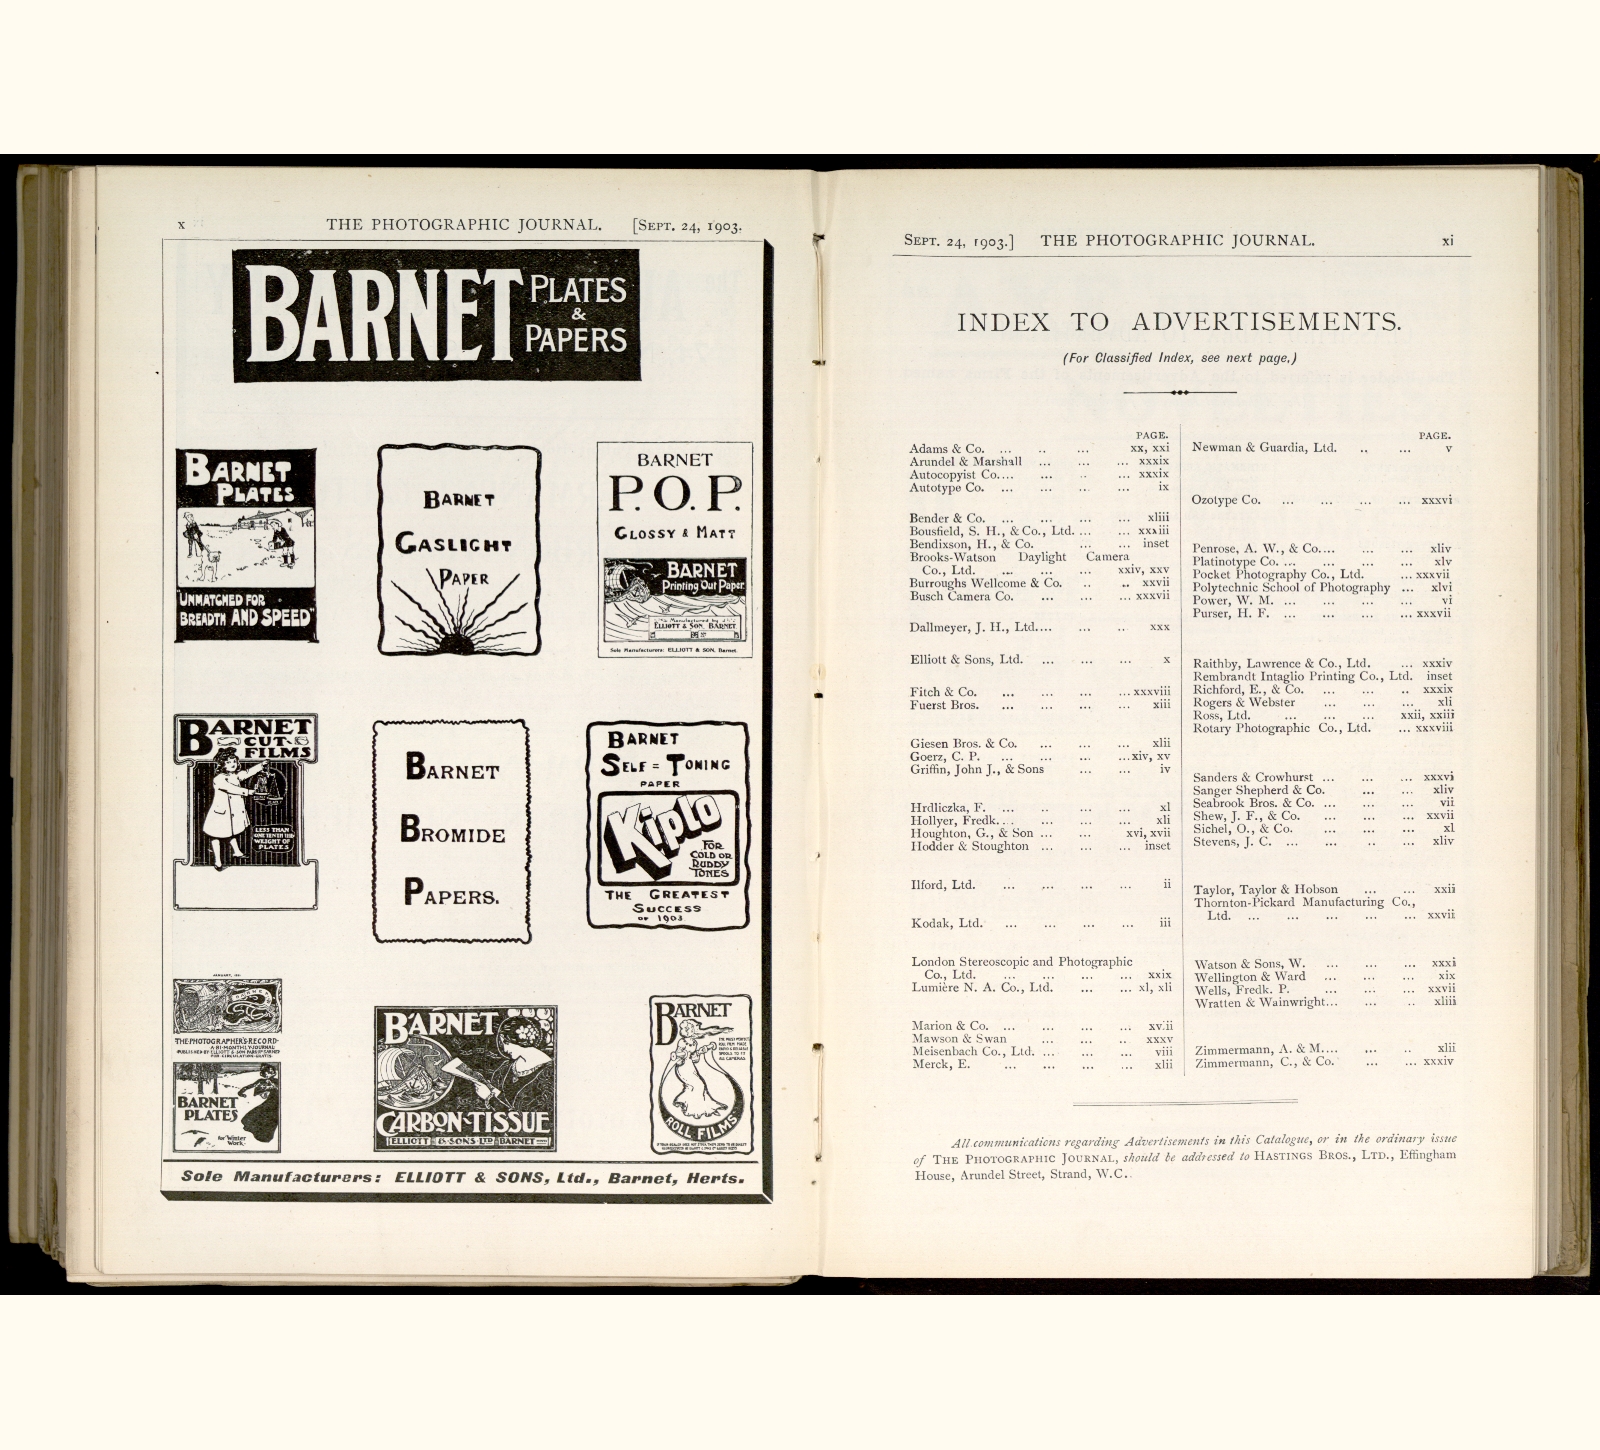 x THE PHOTOGRAPHIC JOURNAL. [SEPT. 24, 1903.
BARNET PLATES
&
PAPERS
BARNET
PLATES
"UNMATCHED FOR
BREADTH AND SPEED"
BARNET
GASLIGHT
PAPER
BARNET
P.O.P.
GLOSSY & MATT
BARNET
Printing Out Paper
Manufactured by
ELLIOTT & SON, BARNET
Sole Manufacturers: ELLIOTT & SON, Barnet.
BARNET
CUT
FILMS
LESS THAN
ONE TENTH THE
WEIGHT OF
PLATES
BARNET
BROMIDE
PAPERS.
BARNET
SELF = TONING
PAPER
Kiplo
FOR
COLD OR
RUDDY
TONES
THE GREATEST
SUCCESS
OF 1903
THE PHOTOGRAPHER'S RECORD
A BI-MONTHLY JOURNAL
BARNET
PLATES
for Winter
Work
BARNET
CARBON-TISSUE
ELLIOTT & SONS LTD BARNET
BARNET
ROLL FILMS
Sole Manufacturers: ELLIOTT & SONS, Ltd., Barnet, Herts.
SEPT. 24, 1903.] THE PHOTOGRAPHIC JOURNAL. xi
INDEX TO ADVERTISEMENTS.
(For Classified Index, see next page.)
PAGE.
Adams & Co. ... .. ... xx, xxi
Arundel & Marshall ... ... ... xxxix
Autocopyist Co.... ... .. ... xxxix
Autotype Co. ... ... ... ... ix
Bender & Co. ... ... ... ... xliii
Bousfield, S. H., & Co., Ltd. ... ... xxxiii
Bendixson, H., & Co. ... ... inset
Brooks-Watson Daylight Camera
Co., Ltd. ... ... ... xxiv, xxv
Burroughs Wellcome & Co. .. .. xxvii
Busch Camera Co. ... ... ... xxxvii
Dallmeyer, J. H., Ltd.... ... .. xxx
Elliott & Sons, Ltd. ... ... ... x
Fitch & Co. ... ... ... ... xxxviii
Fuerst Bros. ... ... ... ... xiii
Giesen Bros. & Co. ... ... ... xlii
Goerz, C. P. ... ... ... ...xiv, xv
Griffin, John J., & Sons ... ... iv
Hrdliczka, F. ... .. ... ... xl
Hollyer, Fredk... . ... ... ... xli
Houghton, G., & Son ... ... xvi, xvii
Hodder & Stoughton ... ... ... inset
Ilford, Ltd. ... ... ... ... ii
Kodak, Ltd. ... ... ... ... iii
London Stereoscopic and Photographic
Co., Ltd. ... ... ... ... xxix
Lumière N. A. Co., Ltd. ... ... xl, xli
Marion & Co. ... ... ... ... xv.ii
Mawson & Swan ... ... ... xxxv
Meisenbach Co., Ltd. ... ... ... viii
Merck, E. ... ... ... ... xlii
PAGE.
Newman & Guardia, Ltd. .. ... v
Ozotype Co. ... ... ... ... xxxvi
Penrose, A. W., & Co.... ... ... xliv
Platinotype Co. ... ... ... ... xlv
Pocket Photography Co., Ltd. ... xxxvii
Polytechnic School of Photography ... xlvi
Power, W. M. ... ... ... ... vi
Purser, H. F. ... ... ... ... xxxvii
Raithby, Lawrence & Co., Ltd. ... xxxiv
Rembrandt Intaglio Printing Co., Ltd. inset
Richford, E., & Co. ... ... .. xxxix
Rogers & Webster ... ... ... xli
Ross, Ltd. ... ... ... xxii, xxiii
Rotary Photographic Co., Ltd. ... xxxviii
Sanders & Crowhurst ... ... ... xxxvi
Sanger Shepherd & Co. ... ... xliv
Seabrook Bros. & Co. ... ... ... vii
Shew, J. F., & Co. ... ... ... xxvii
Sichel, O., & Co. ... ... ... xl
Stevens, J. C. ... ... .. ... xliv
Taylor, Taylor & Hobson ... ... xxii
Thornton-Pickard Manufacturing Co.,
Ltd. ... ... ... ... ... xxvii
Watson & Sons, W. ... ... ... xxxi
Wellington & Ward ... ... ... xix
Wells, Fredk. P. ... ... ... xxvii
Wratten & Wainwright... ... .. xliii
Zimmermann, A. & M.... ... .. xlii
Zimmermann, C., & Co. ... ... xxxiv
All communications regarding Advertisements in this Catalogue, or in the ordinary issue
of THE PHOTOGRAPHIC JOURNAL, should be addressed to HASTINGS BROS., LTD., Effingham
House, Arundel Street, Strand, W.C.